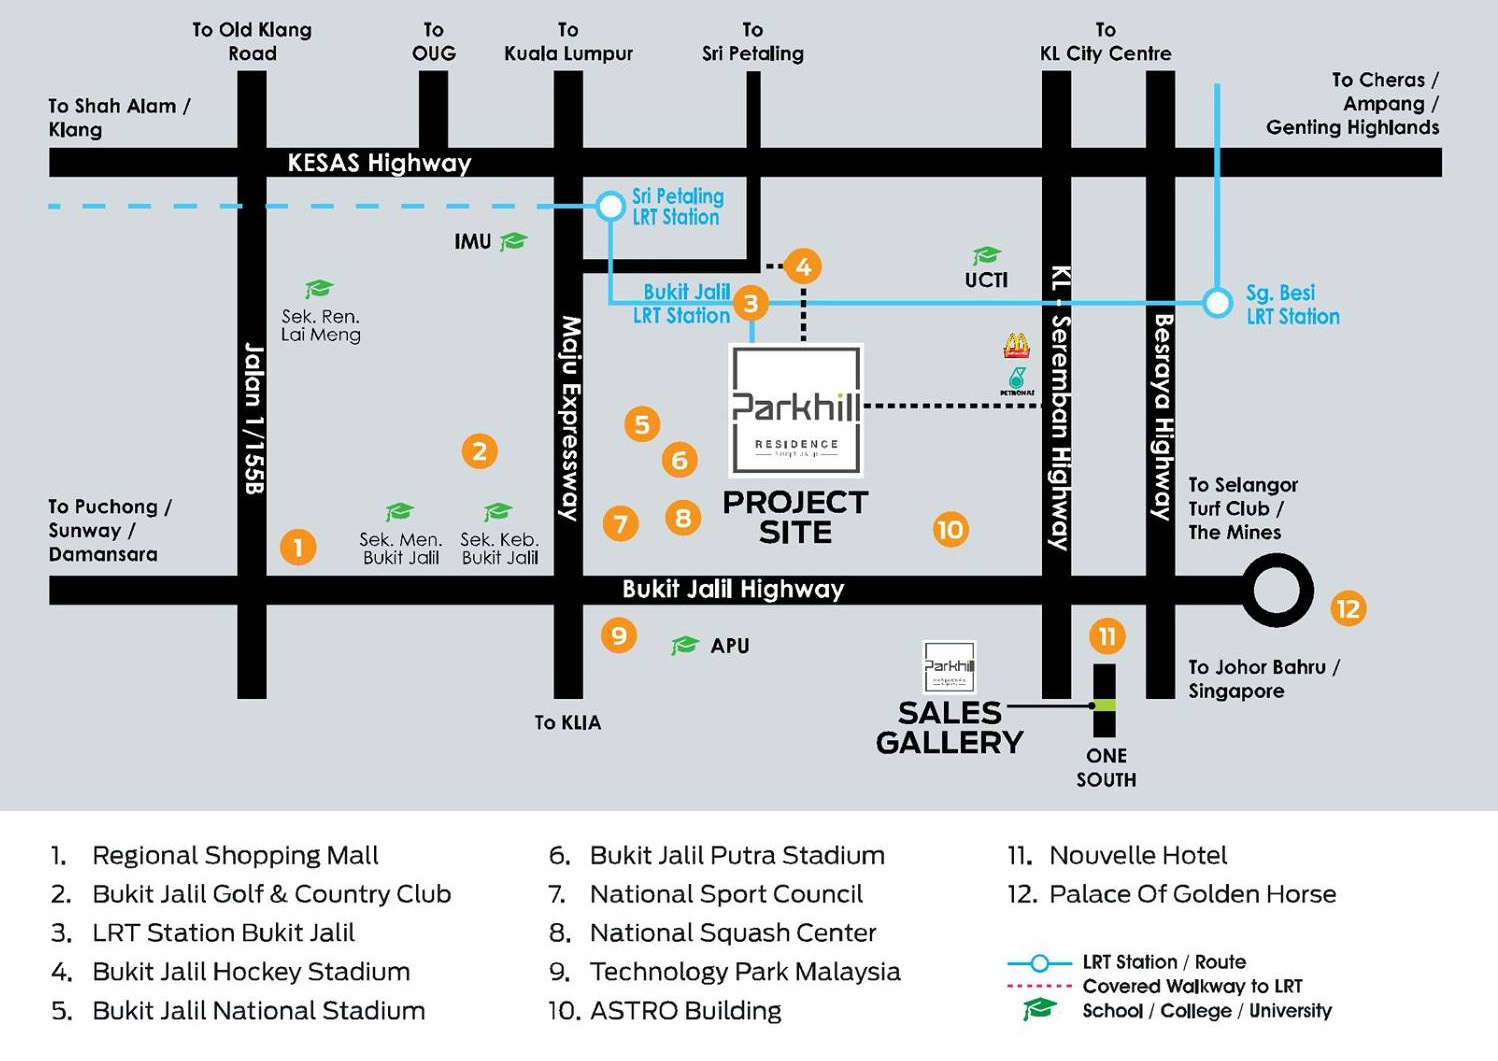 To Old Klang
Road
To
OUG
To
Kuala Lumpur
To
Sri Petaling
To
KL City Centre
To Shah Alam /
Klang
To Cheras /
Ampang /
Genting Highlands
KESAS Highway
Sri Petaling
LRT Station
IMU
4
UCTI
Sek. Ren.
Lai Meng
Bukit Jalil
LRT Station
3
Sg. Besi
LRT Station
Jalan 1/155B
Maju Expressway
KL - Seremban Highway
Besraya Highway
PETRONAS
Parkhill
RESIDENCE
PROJECT
SITE
2
5
6
7
8
10
To Puchong /
Sunway /
Damansara
1
Sek. Men.
Bukit Jalil
Sek. Keb.
Bukit Jalil
To Selangor
Turf Club /
The Mines
Bukit Jalil Highway
12
9
APU
11
Parkhill
SALES
GALLERY
To Johor Bahru /
Singapore
To KLIA
ONE
SOUTH
1. Regional Shopping Mall
2. Bukit Jalil Golf & Country Club
3. LRT Station Bukit Jalil
4. Bukit Jalil Hockey Stadium
5. Bukit Jalil National Stadium
6. Bukit Jalil Putra Stadium
7. National Sport Council
8. National Squash Center
9. Technology Park Malaysia
10. ASTRO Building
11. Nouvelle Hotel
12. Palace Of Golden Horse
LRT Station / Route
Covered Walkway to LRT
School / College / University